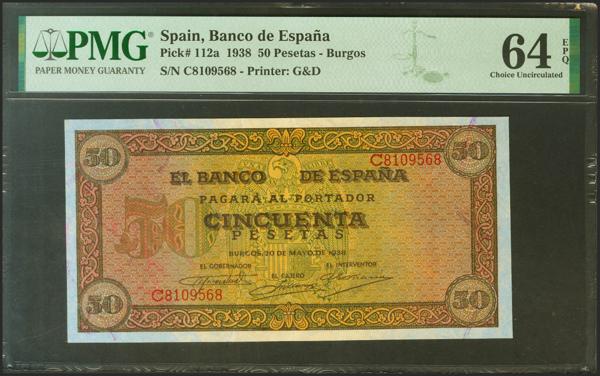 PMG
PAPER MONEY GUARANTY
Spain, Banco de España
Pick# 112a 1938 50 Pesetas - Burgos
S/N C8109568 - Printer: G&D
64 EPQ
Choice Uncirculated
50 50
C8109568
EL BANCO DE ESPAÑA
PAGARÁ AL PORTADOR
50
CINCUENTA
PESETAS
BURGOS, 20 DE MAYO DE 1938
EL GOBERNADOR EL CAJERO EL INTERVENTOR
C8109568
50 50